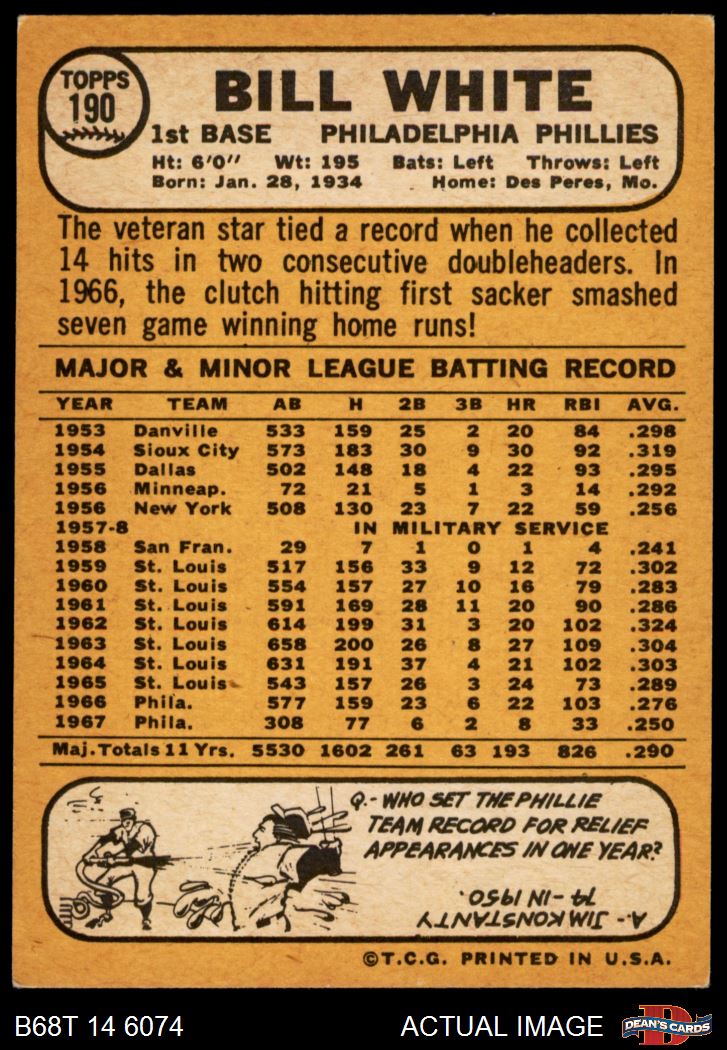 TOPPS
190
BILL WHITE
1st BASE PHILADELPHIA PHILLIES
Ht: 6'0" Wt: 195 Bats: Left Throws: Left
Born: Jan. 28, 1934 Home: Des Peres, Mo.
The veteran star tied a record when he collected
14 hits in two consecutive doubleheaders. In
1966, the clutch hitting first sacker smashed
seven game winning home runs!
MAJOR & MINOR LEAGUE BATTING RECORD
YEAR TEAM AB H 2B 3B HR RBI AVG.
1953 Danville 533 159 25 2 20 84 .298
1954 Sioux City 573 183 30 9 30 92 .319
1955 Dallas 502 148 18 4 22 93 .295
1956 Minneap. 72 21 5 1 3 14 .292
1956 New York 508 130 23 7 22 59 .256
1957-8 IN MILITARY SERVICE
1958 San Fran. 29 7 1 0 1 4 .241
1959 St. Louis 517 156 33 9 12 72 .302
1960 St. Louis 554 157 27 10 16 79 .283
1961 St. Louis 591 169 28 11 20 90 .286
1962 St. Louis 614 199 31 3 20 102 .324
1963 St. Louis 658 200 26 8 27 109 .304
1964 St. Louis 631 191 37 4 21 102 .303
1965 St. Louis 543 157 26 3 24 73 .289
1966 Phila. 577 159 23 6 22 103 .276
1967 Phila. 308 77 6 2 8 33 .250
Maj. Totals 11 Yrs. 5530 1602 261 63 193 826 .290
Q.- WHO SET THE PHILLIE
TEAM RECORD FOR RELIEF
APPEARANCES IN ONE YEAR?
A- JIM KONSTANTY
74 -IN 1950.
©T.C.G. PRINTED IN U.S.A.
B68T 14 6074 ACTUAL IMAGE
D
DEAN'S CARDS